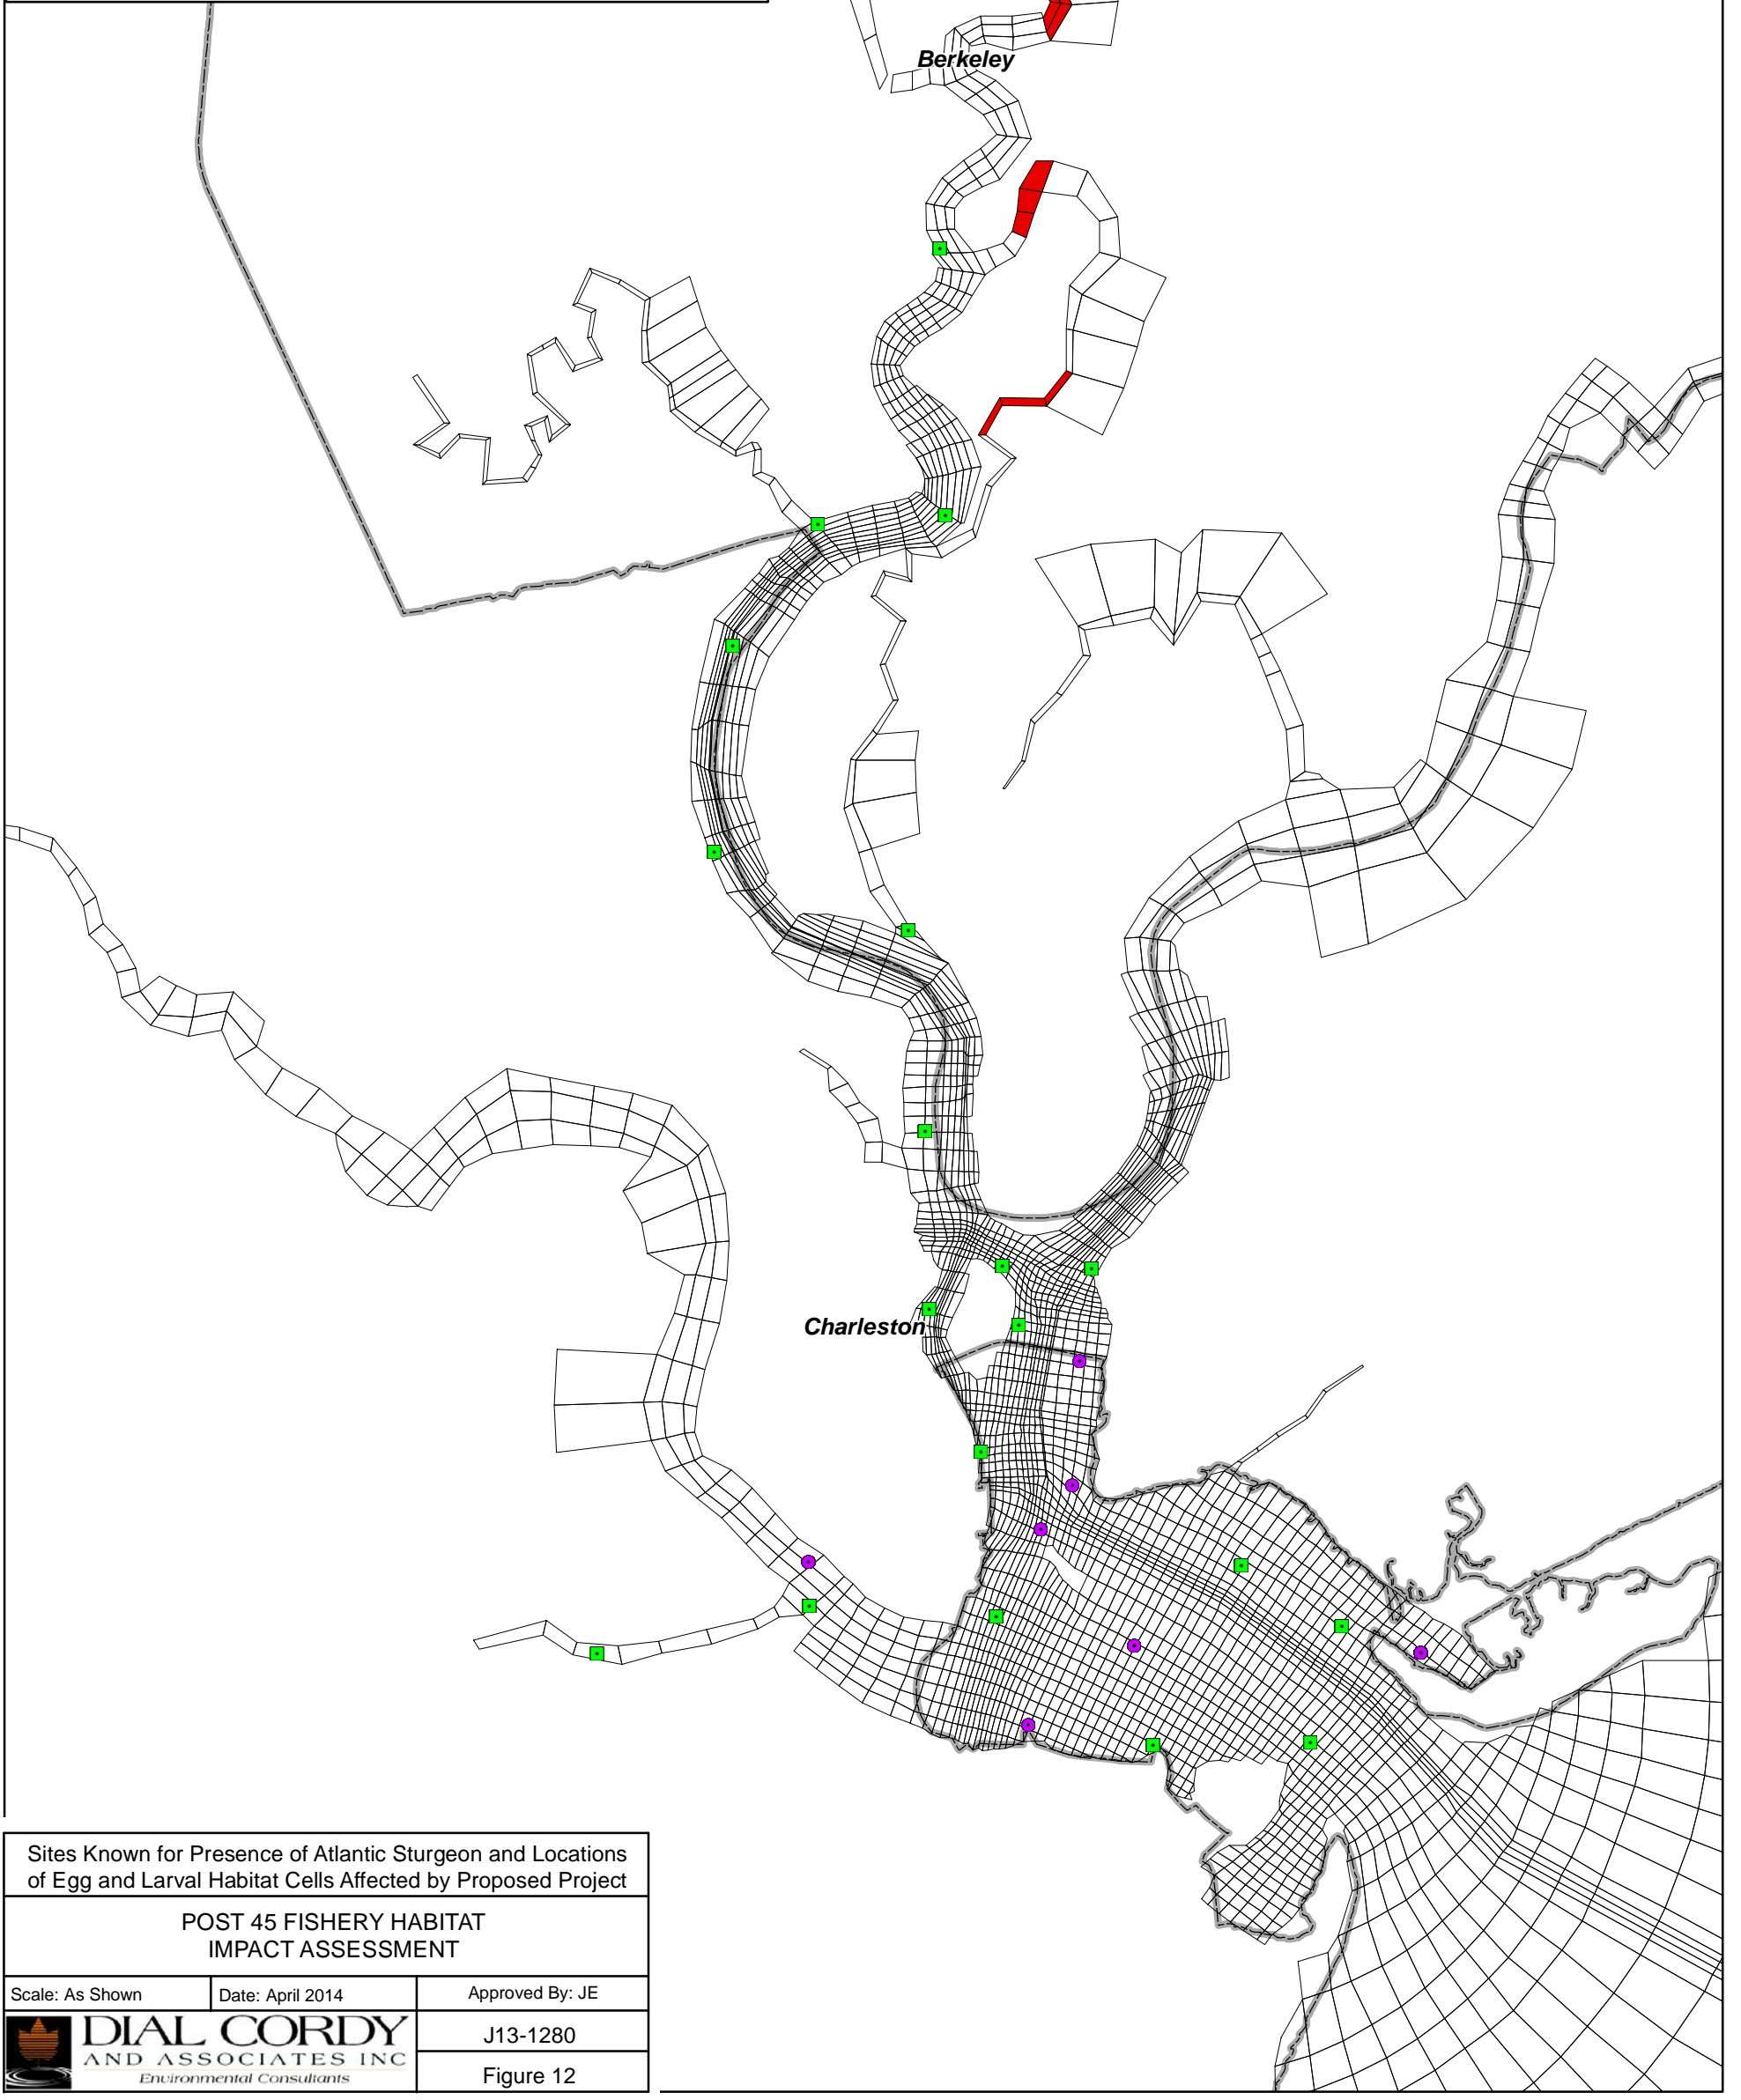 Berkeley
Charleston
Sites Known for Presence of Atlantic Sturgeon and Locations
of Egg and Larval Habitat Cells Affected by Proposed Project
POST 45 FISHERY HABITAT
IMPACT ASSESSMENT
Scale: As Shown
Date: April 2014
Approved By: JE
DIAL CORDY
AND ASSOCIATES INC
Environmental Consultants
J13-1280
Figure 12